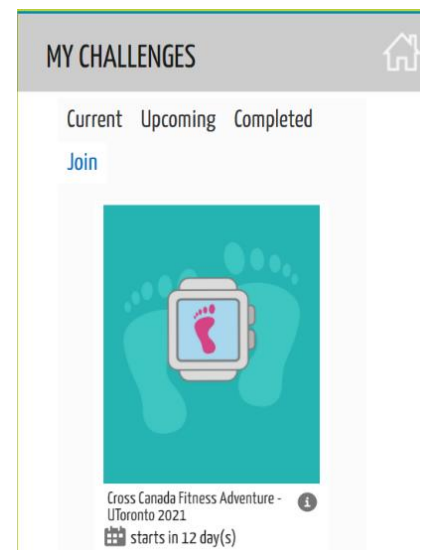 MY CHALLENGES
Current Upcoming Completed
Join
Cross Canada Fitness Adventure -
UToronto 2021
starts in 12 day(s)